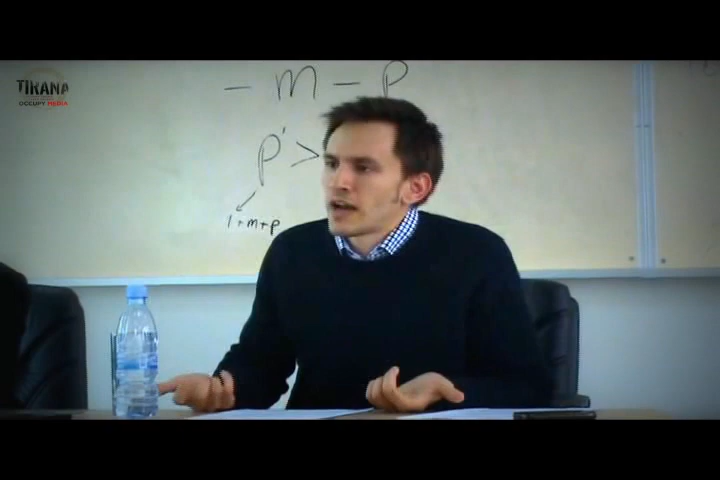 TIRANA
OCCUPY MEDIA
- m - p
p' >
1+m+p